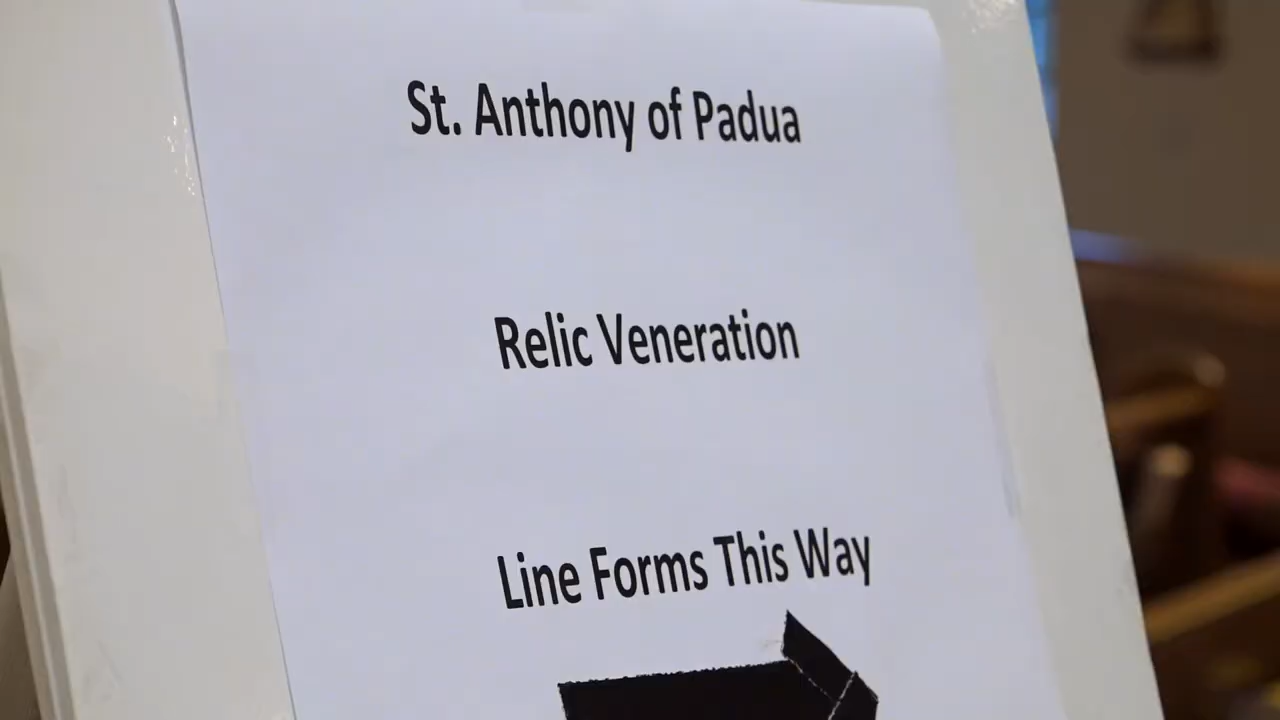 St. Anthony of Padua
Relic Veneration
Line Forms This Way